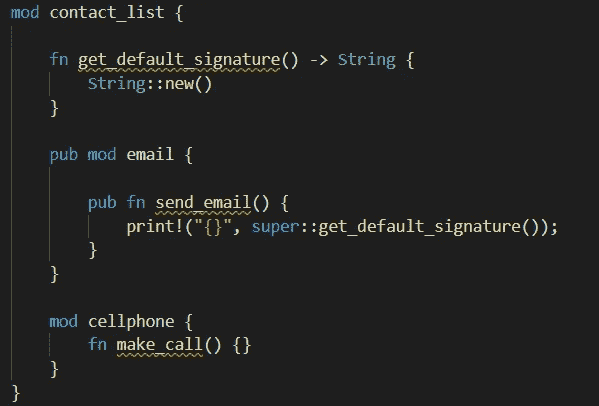 mod contact_list {
fn get_default_signature() -> String {
String::new()
}
pub mod email {
pub fn send_email() {
print!("{}", super::get_default_signature());
}
}
mod cellphone {
fn make_call() {}
}
}